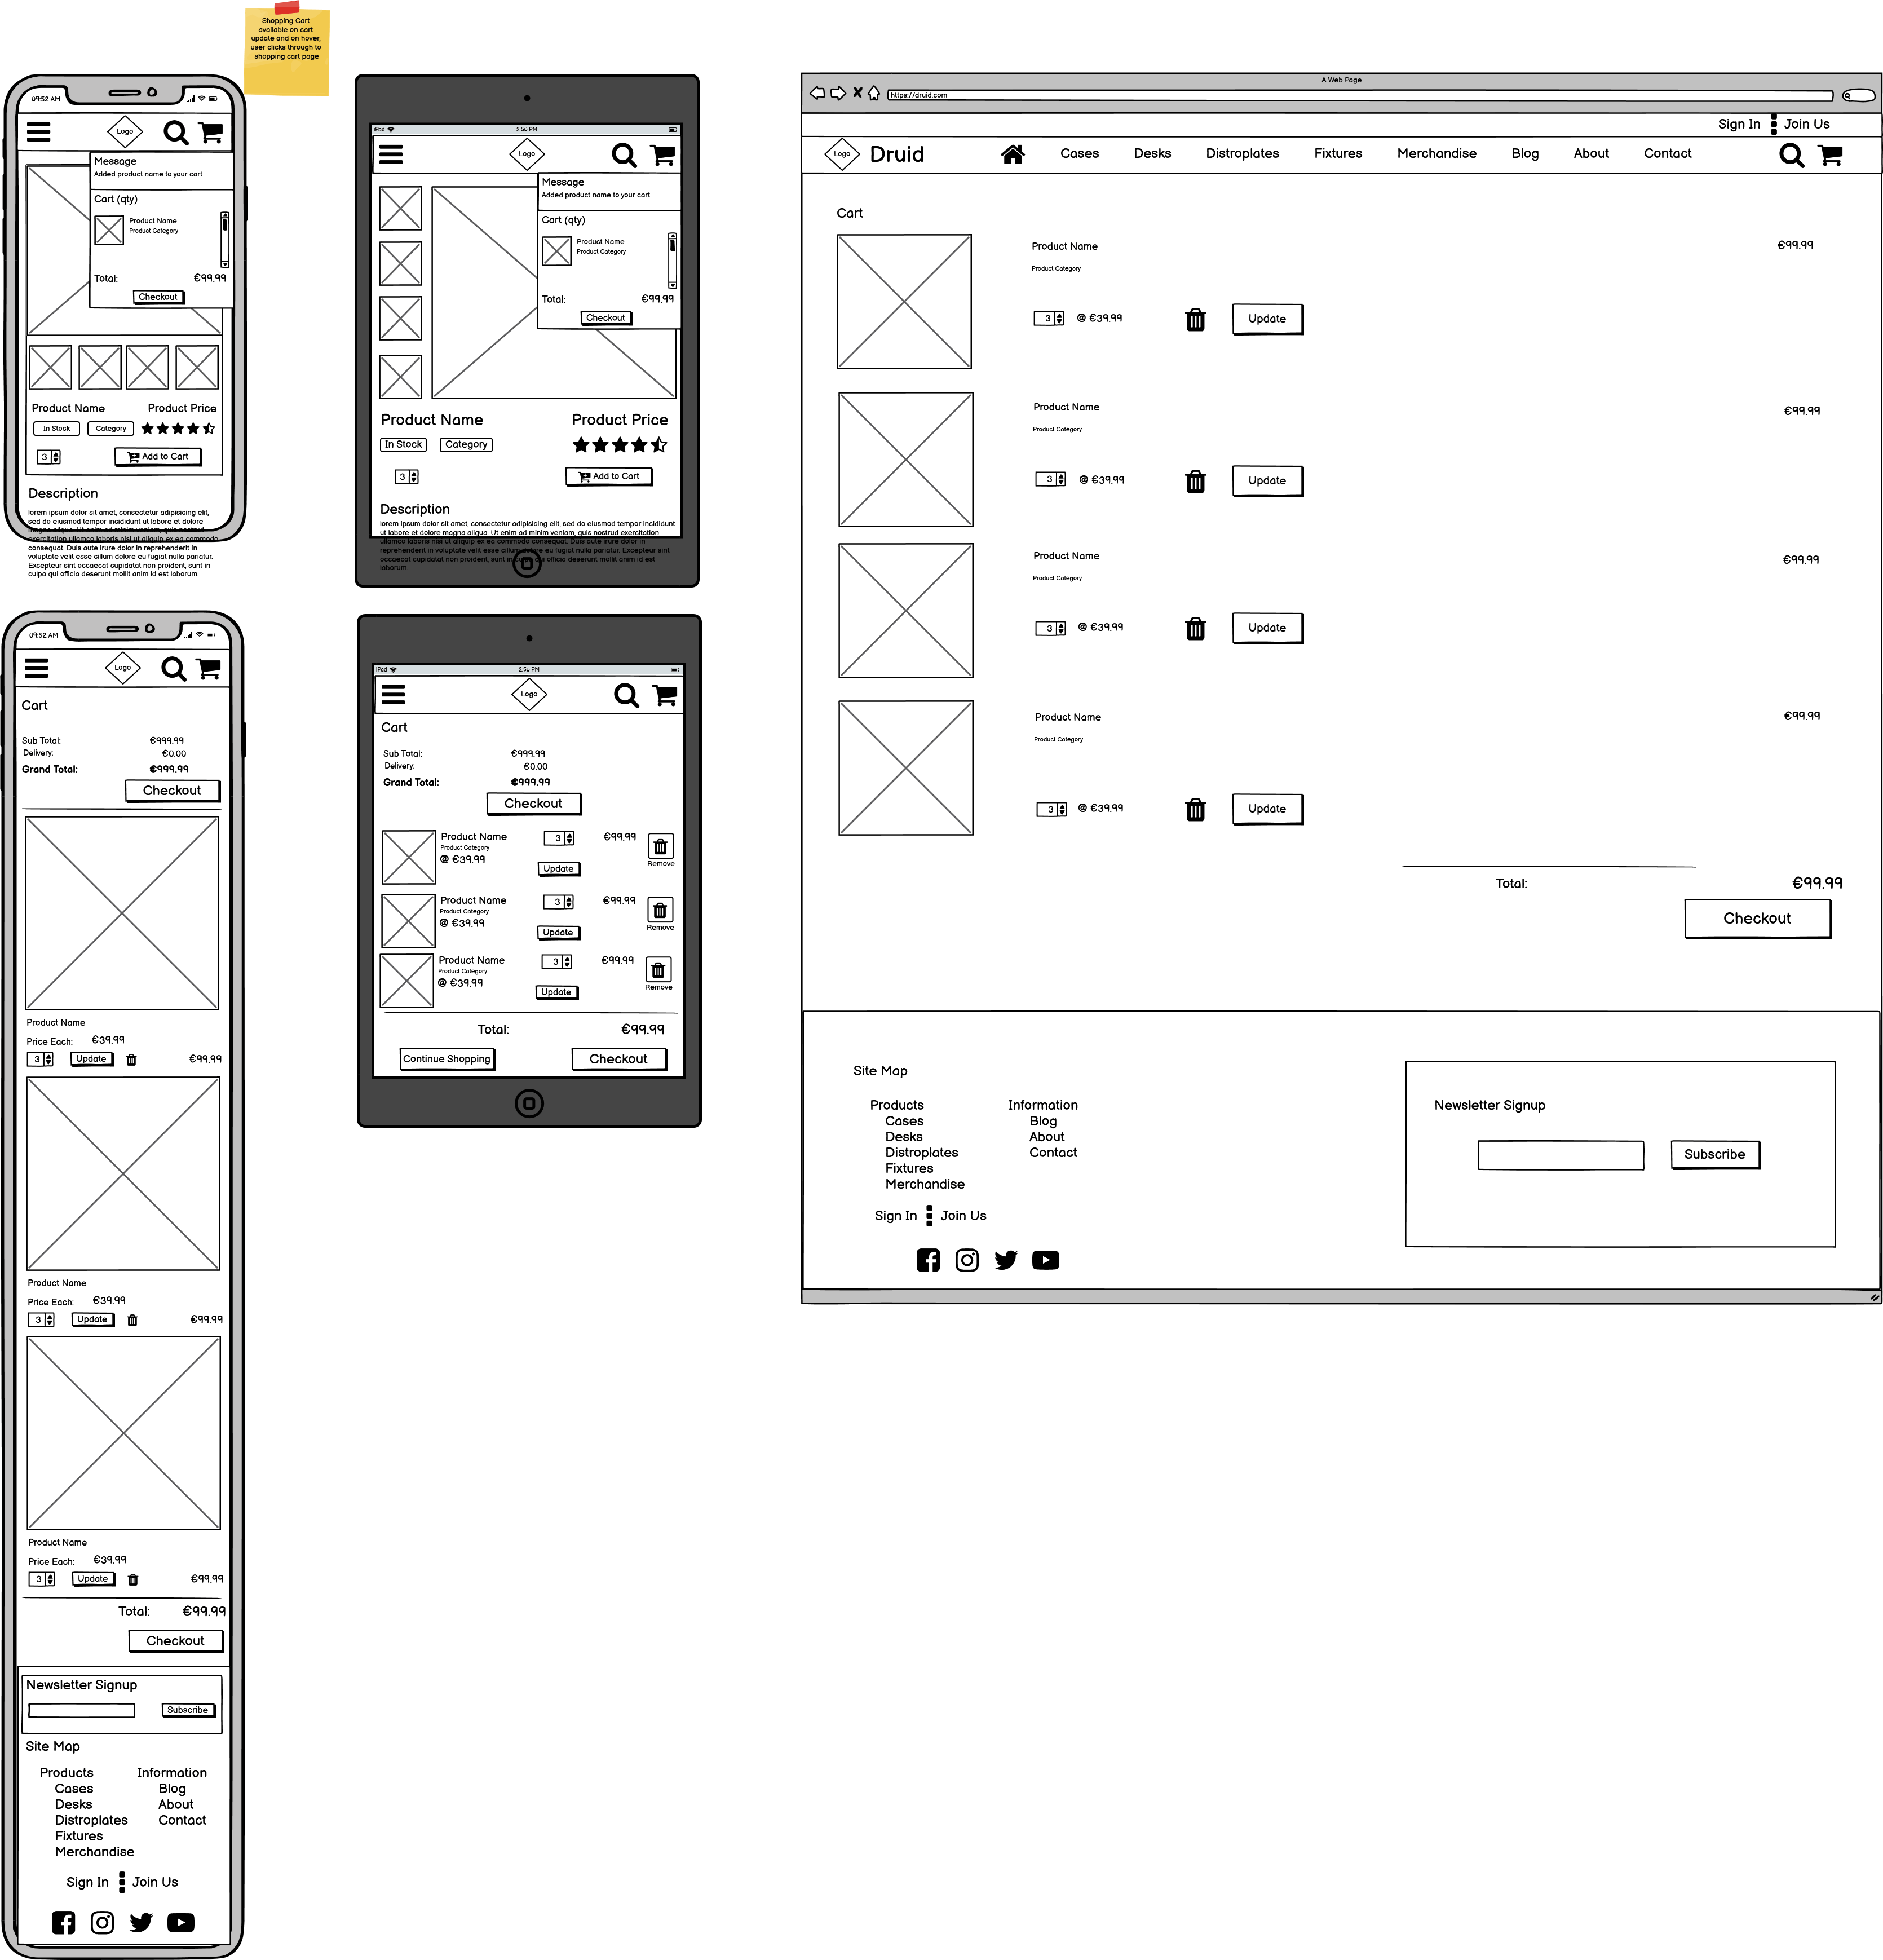 Shopping Cart
available on cart
update and on hover,
user clicks through to
shopping cart page
09:52 AM
Logo
Message
Added product name to your cart
Cart (qty)
Product Name
Product Category
Total: €99.99
Checkout
Product Name Product Price
In Stock Category
3 Add to Cart
Description
lorem ipsum dolor sit amet, consectetur adipisicing elit,
sed do eiusmod tempor incididunt ut labore et dolore
magna aliqua. Ut enim ad minim veniam, quis nostrud
exercitation ullamco laboris nisi ut aliquip ex ea commodo
consequat. Duis aute irure dolor in reprehenderit in
voluptate velit esse cillum dolore eu fugiat nulla pariatur.
Excepteur sint occaecat cupidatat non proident, sunt in
culpa qui officia deserunt mollit anim id est laborum.
iPod 2:50 PM
Logo
Message
Added product name to your cart
Cart (qty)
Product Name
Product Category
Total: €99.99
Checkout
Product Name Product Price
In Stock Category
3 Add to Cart
Description
lorem ipsum dolor sit amet, consectetur adipisicing elit, sed do eiusmod tempor incididunt
ut labore et dolore magna aliqua. Ut enim ad minim veniam, quis nostrud exercitation
ullamco laboris nisi ut aliquip ex ea commodo consequat. Duis aute irure dolor in
reprehenderit in voluptate velit esse cillum dolore eu fugiat nulla pariatur. Excepteur sint
occaecat cupidatat non proident, sunt in culpa qui officia deserunt mollit anim id est
laborum.
09:52 AM
Logo
Cart
Sub Total: €999.99
Delivery: €0.00
Grand Total: €999.99
Checkout
Product Name
Price Each: €39.99
3 Update €99.99
Product Name
Price Each: €39.99
3 Update €99.99
Product Name
Price Each: €39.99
3 Update €99.99
Total: €99.99
Checkout
Newsletter Signup
Subscribe
Site Map
Products Information
Cases Blog
Desks About
Distroplates Contact
Fixtures
Merchandise
Sign In Join Us
iPod 2:50 PM
Logo
Cart
Sub Total: €999.99
Delivery: €0.00
Grand Total: €999.99
Checkout
Product Name 3 €99.99
Product Category
@ €39.99 Update Remove
Product Name 3 €99.99
Product Category
@ €39.99 Update Remove
Product Name 3 €99.99
Product Category
@ €39.99 Update Remove
Total: €99.99
Continue Shopping Checkout
A Web Page
https://druid.com
Sign In Join Us
Logo Druid Cases Desks Distroplates Fixtures Merchandise Blog About Contact
Cart
Product Name €99.99
Product Category
3 @ €39.99 Update
Product Name €99.99
Product Category
3 @ €39.99 Update
Product Name €99.99
Product Category
3 @ €39.99 Update
Product Name €99.99
Product Category
3 @ €39.99 Update
Total: €99.99
Checkout
Site Map
Products Information
Cases Blog
Desks About
Distroplates Contact
Fixtures
Merchandise
Sign In Join Us
Newsletter Signup
Subscribe